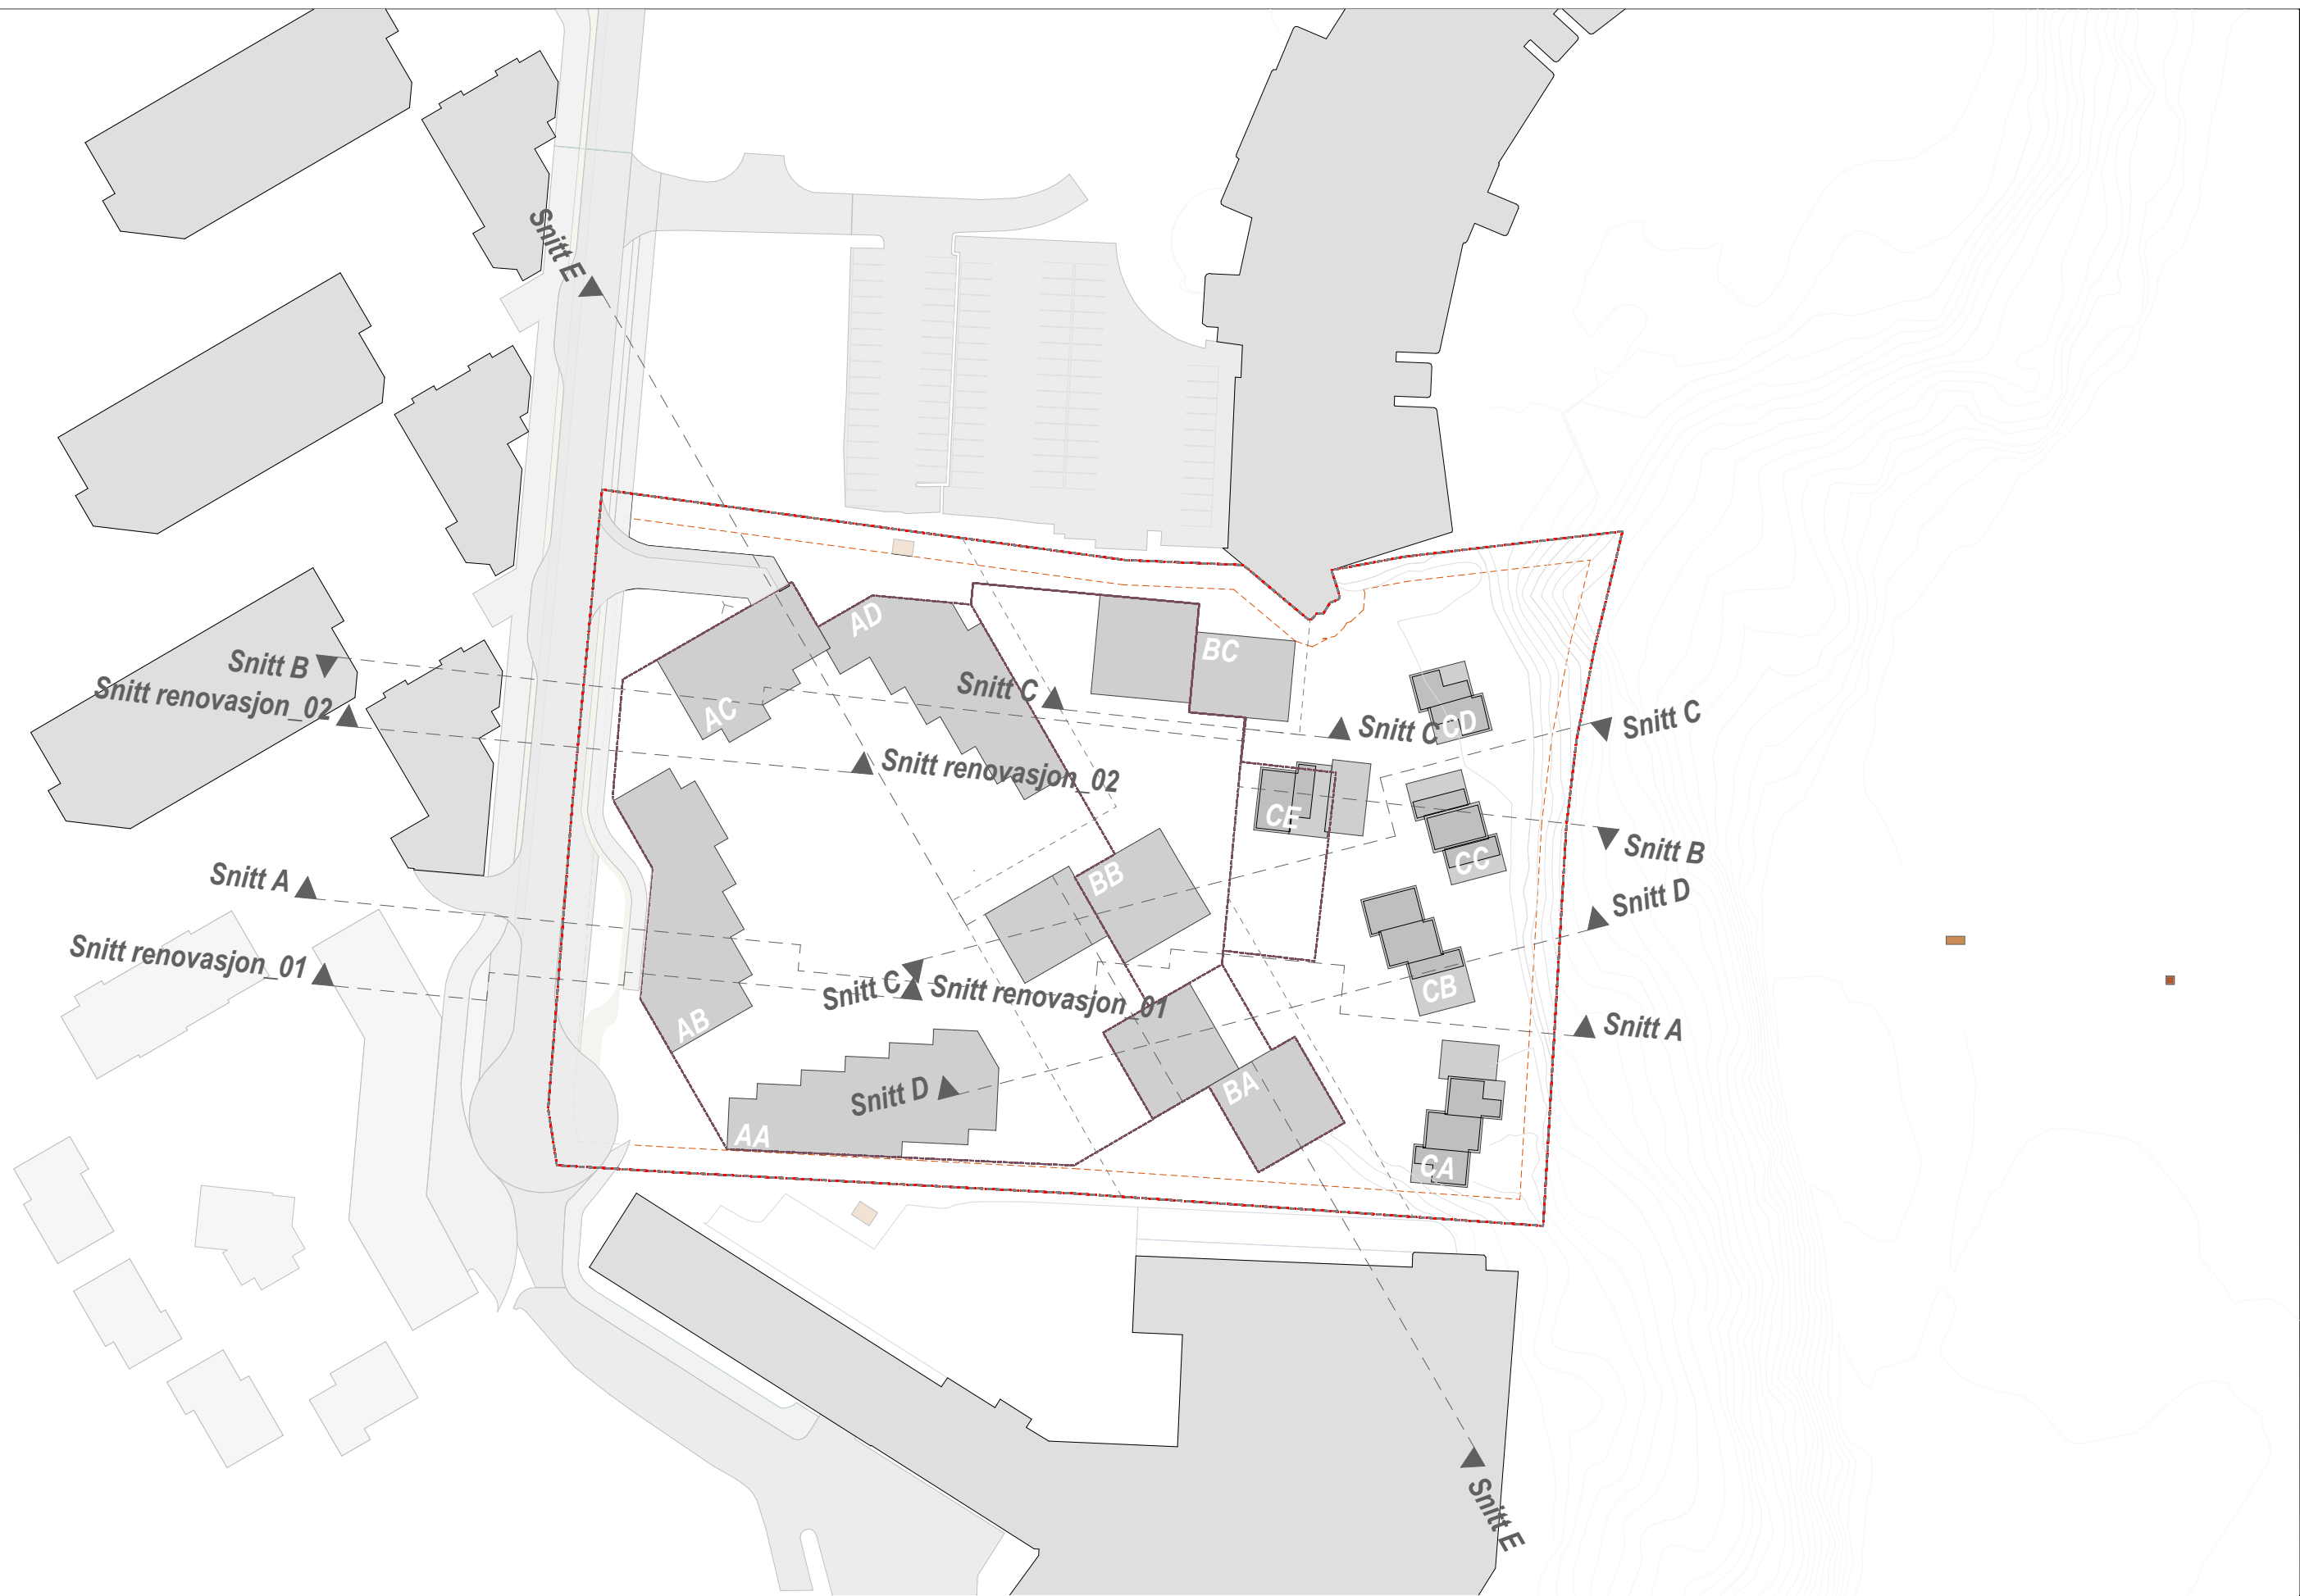 Snitt E
AD
BC
Snitt B
Snitt C
Snitt renovasjon_02
AC
CD
Snitt C
Snitt C
Snitt renovasjon_02
CE
Snitt B
CC
BB
Snitt A
Snitt D
Snitt renovasjon_01
Snitt C
Snitt renovasjon_01
CB
AB
Snitt A
Snitt D
BA
AA
CA
Snitt E